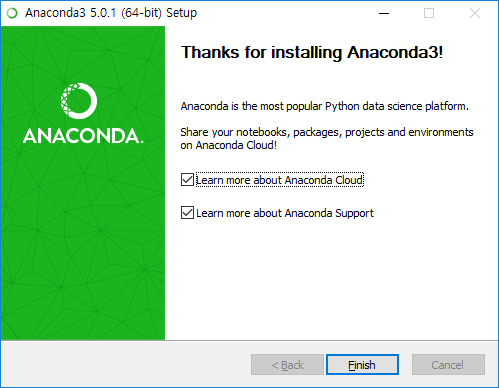 Anaconda3 5.0.1 (64-bit) Setup
Thanks for installing Anaconda3!
Anaconda is the most popular Python data science platform.
Share your notebooks, packages, projects and environments
on Anaconda Cloud!
ANACONDA.
Learn more about Anaconda Cloud
Learn more about Anaconda Support
< Back
Finish
Cancel